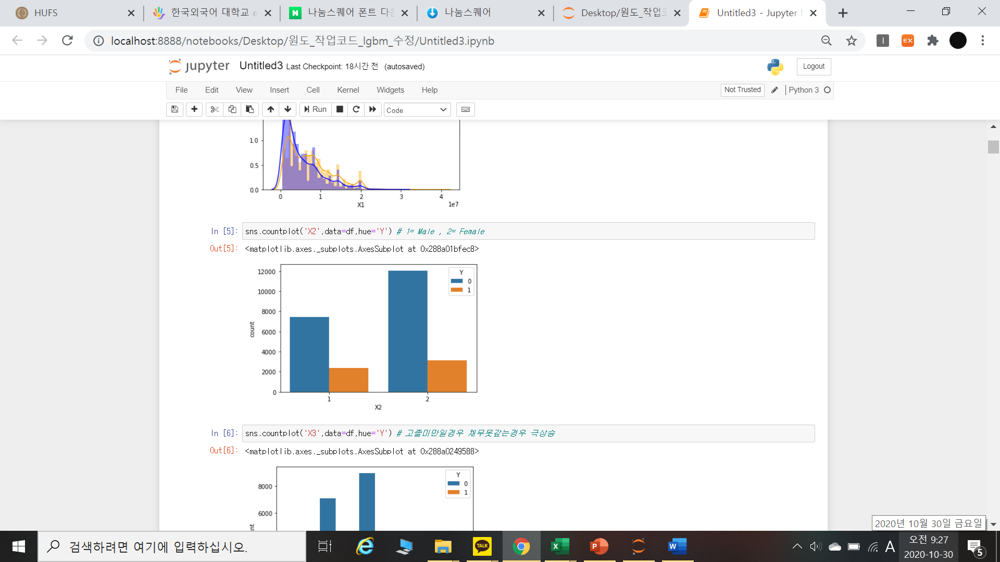 HUFS
한국외국어 대학교 e
나눔스퀘어 폰트 다운
나눔스퀘어
Desktop/원도_작업코
Untitled3 - Jupyter N
localhost:8888/notebooks/Desktop/원도_작업코드_lgbm_수정/Untitled3.ipynb
EX
jupyter Untitled3 Last Checkpoint: 18시간 전 (autosaved)
Logout
File Edit View Insert Cell Kernel Widgets Help
Not Trusted
Python 3
Run
Code
1.0
0.5
0.0
0 1 2 3 4
X1
1e7
In [5]: sns.countplot('X2',data=df,hue='Y') # 1= Male , 2= Female
Out[5]: <matplotlib.axes._subplots.AxesSubplot at 0x288a01bfec8>
12000
10000
8000
6000
4000
2000
0
count
Y
0
1
1 2
X2
In [6]: sns.countplot('X3',data=df,hue='Y') # 고졸미만일경우 채무못갚는경우 극상승
Out[6]: <matplotlib.axes._subplots.AxesSubplot at 0x288a0249588>
8000
6000
Y
0
1
2020년 10월 30일 금요일
검색하려면 여기에 입력하십시오.
TALK
A
오전 9:27
2020-10-30
5